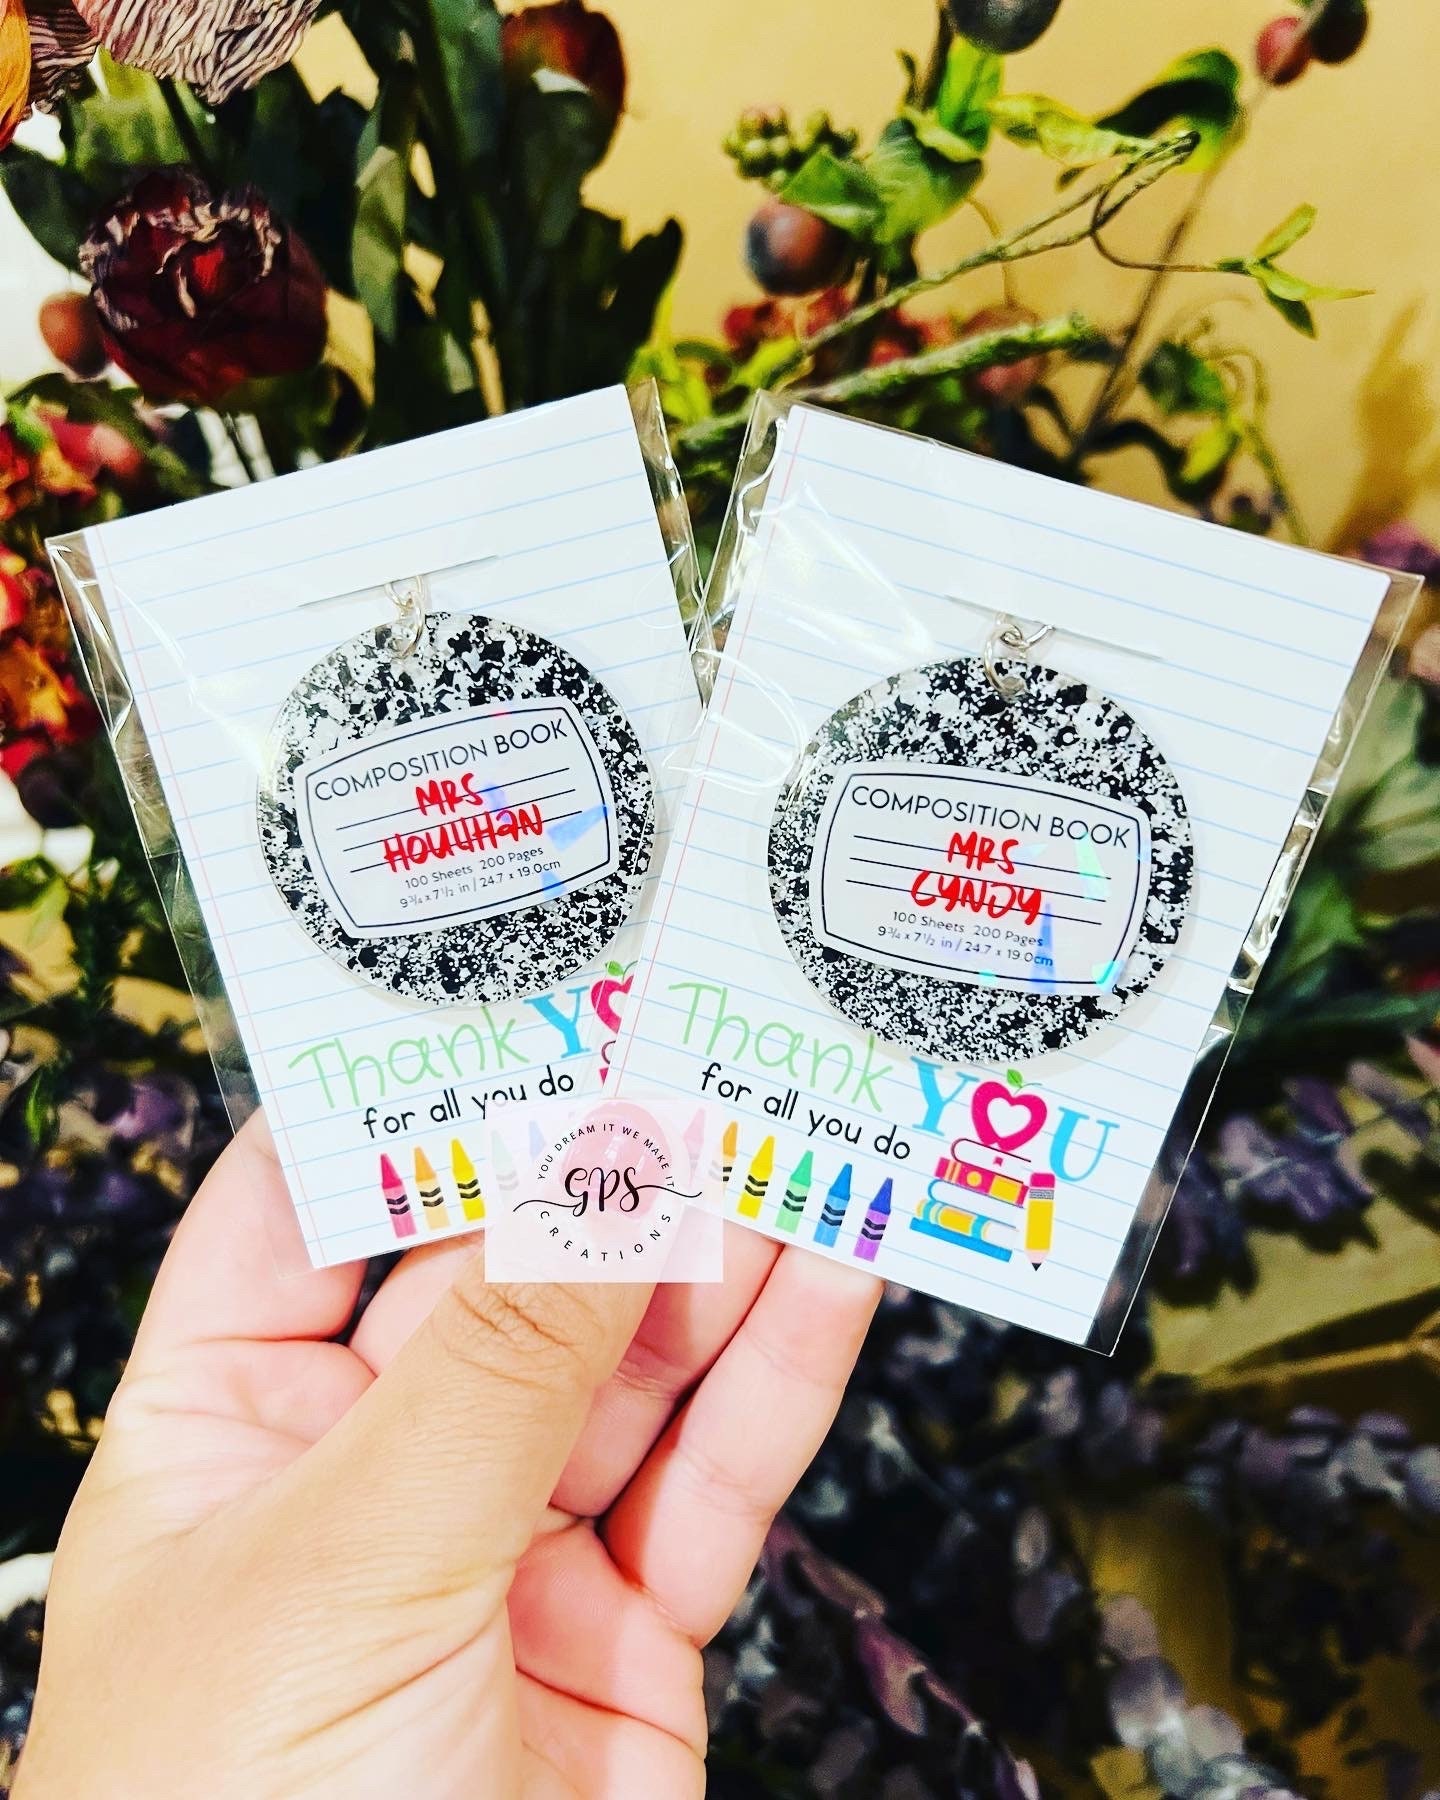 COMPOSITION BOOK
MRS
HOULIHAN
100 Sheets 200 Pages
9¾ x 7½ in / 24.7 x 19.0cm
Thank YO
for all you do
COMPOSITION BOOK
MRS
CYNDY
100 Sheets 200 Pages
9¾ x 7½ in / 24.7 x 19.0cm
Thank YOU
for all you do
YOU DREAM IT WE MAKE IT
GPS
CREATIONS